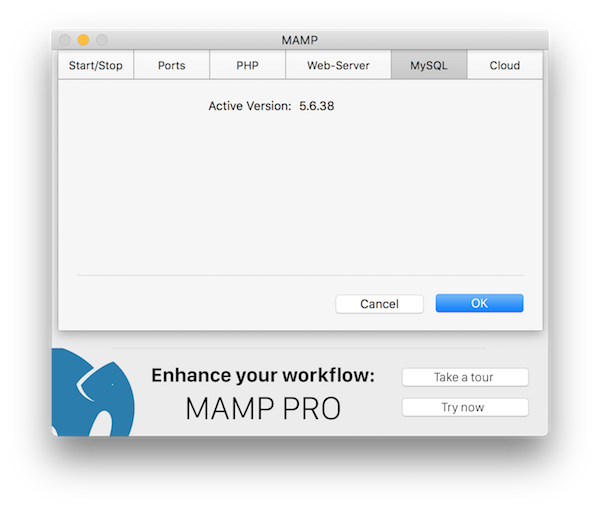 MAMP
Start/Stop Ports PHP Web-Server MySQL Cloud
Active Version: 5.6.38
Cancel OK
Enhance your workflow:
MAMP PRO
Take a tour
Try now